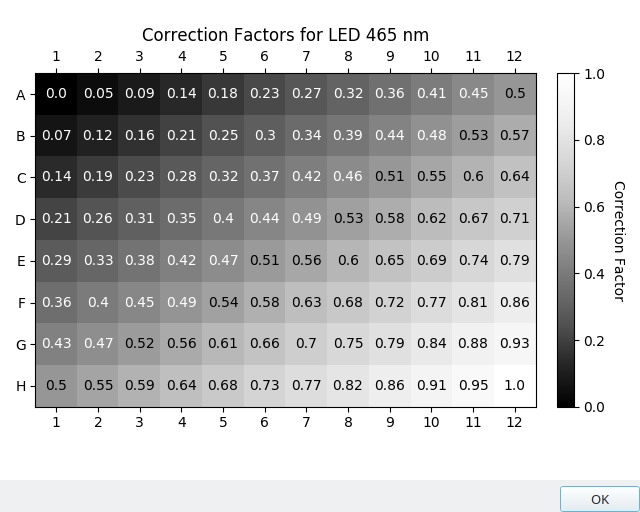 Correction Factors for LED 465 nm
1 2 3 4 5 6 7 8 9 10 11 12
A 0.0 0.05 0.09 0.14 0.18 0.23 0.27 0.32 0.36 0.41 0.45 0.5
B 0.07 0.12 0.16 0.21 0.25 0.3 0.34 0.39 0.44 0.48 0.53 0.57
C 0.14 0.19 0.23 0.28 0.32 0.37 0.42 0.46 0.51 0.55 0.6 0.64
D 0.21 0.26 0.31 0.35 0.4 0.44 0.49 0.53 0.58 0.62 0.67 0.71
E 0.29 0.33 0.38 0.42 0.47 0.51 0.56 0.6 0.65 0.69 0.74 0.79
F 0.36 0.4 0.45 0.49 0.54 0.58 0.63 0.68 0.72 0.77 0.81 0.86
G 0.43 0.47 0.52 0.56 0.61 0.66 0.7 0.75 0.79 0.84 0.88 0.93
H 0.5 0.55 0.59 0.64 0.68 0.73 0.77 0.82 0.86 0.91 0.95 1.0
1 2 3 4 5 6 7 8 9 10 11 12
1.0
0.8
0.6
0.4
0.2
0.0
Correction Factor
OK